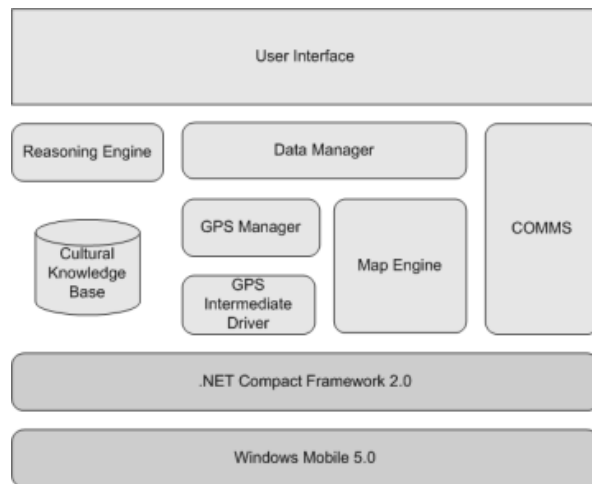 User Interface
Reasoning Engine
Data Manager
COMMS
GPS Manager
Map Engine
Cultural
Knowledge
Base
GPS
Intermediate
Driver
.NET Compact Framework 2.0
Windows Mobile 5.0